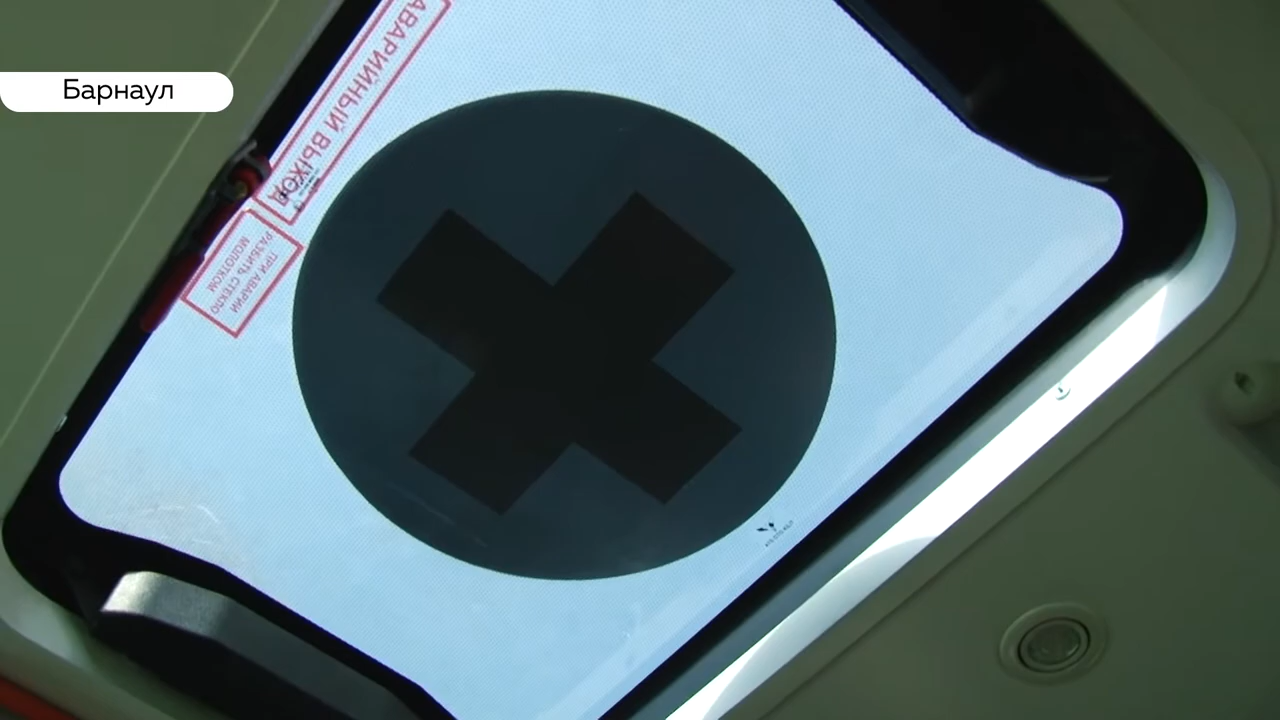 Барнаул
АВАРИЙНЫЙ ВЫХОД
ПРИ АВАРИИ
РАЗБИТЬ СТЕКЛО
МОЛОТКОМ